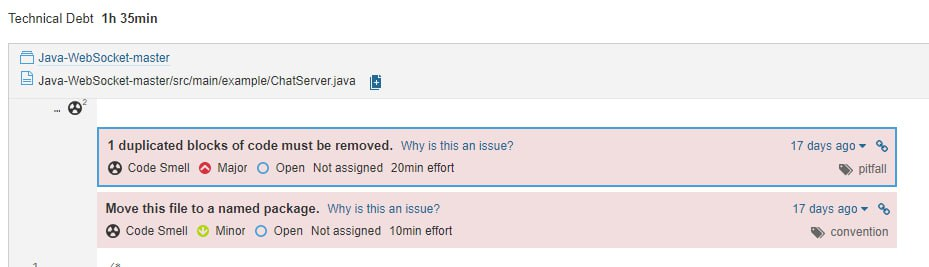 Technical Debt 1h 35min
Java-WebSocket-master
Java-WebSocket-master/src/main/example/ChatServer.java
... 2
1 duplicated blocks of code must be removed. Why is this an issue? 17 days ago
Code Smell Major Open Not assigned 20min effort pitfall
Move this file to a named package. Why is this an issue? 17 days ago
Code Smell Minor Open Not assigned 10min effort convention
1 /*